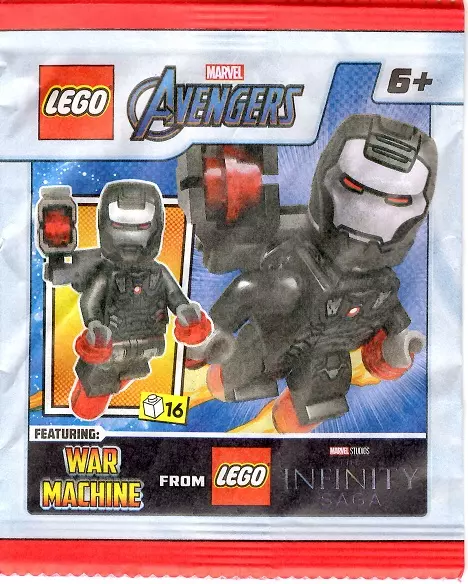 LEGO
MARVEL
AVENGERS
6+
16
FEATURING:
WAR
MACHINE
FROM LEGO
MARVEL STUDIOS
INFINITY
SAGA